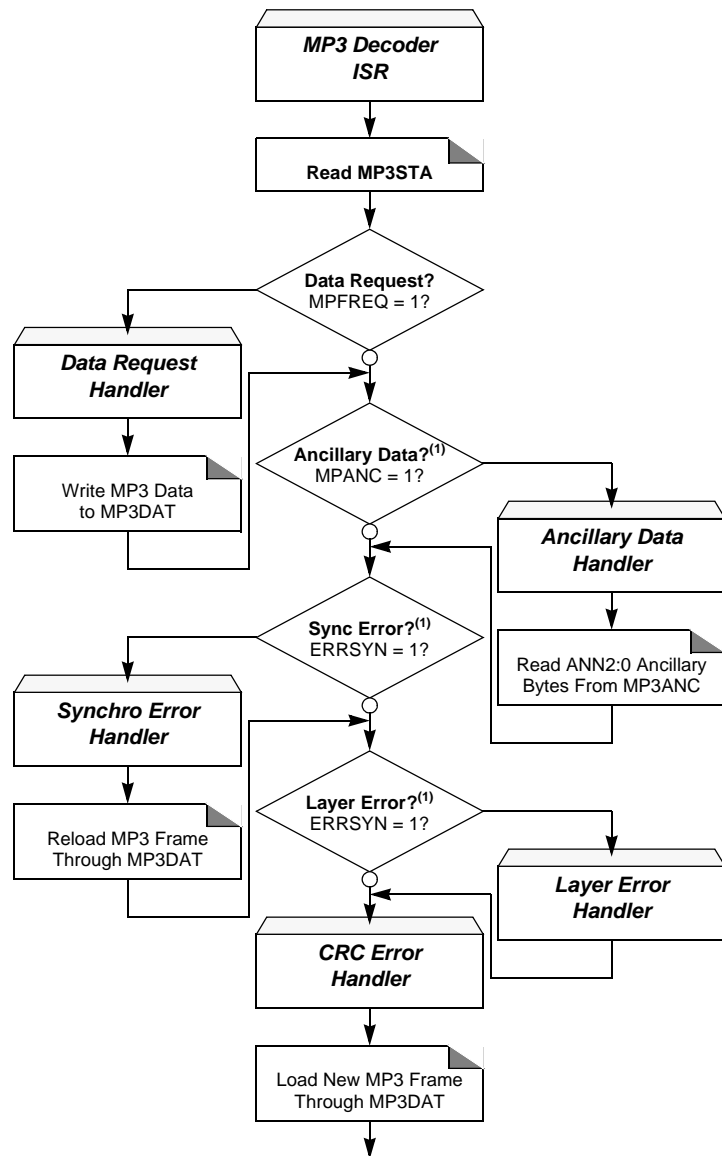 MP3 Decoder
ISR
Read MP3STA
Data Request?
MPFREQ = 1?
Data Request
Handler
Write MP3 Data
to MP3DAT
Ancillary Data?(1)
MPANC = 1?
Ancillary Data
Handler
Read ANN2:0 Ancillary
Bytes From MP3ANC
Sync Error?(1)
ERRSYN = 1?
Synchro Error
Handler
Reload MP3 Frame
Through MP3DAT
Layer Error?(1)
ERRSYN = 1?
Layer Error
Handler
CRC Error
Handler
Load New MP3 Frame
Through MP3DAT